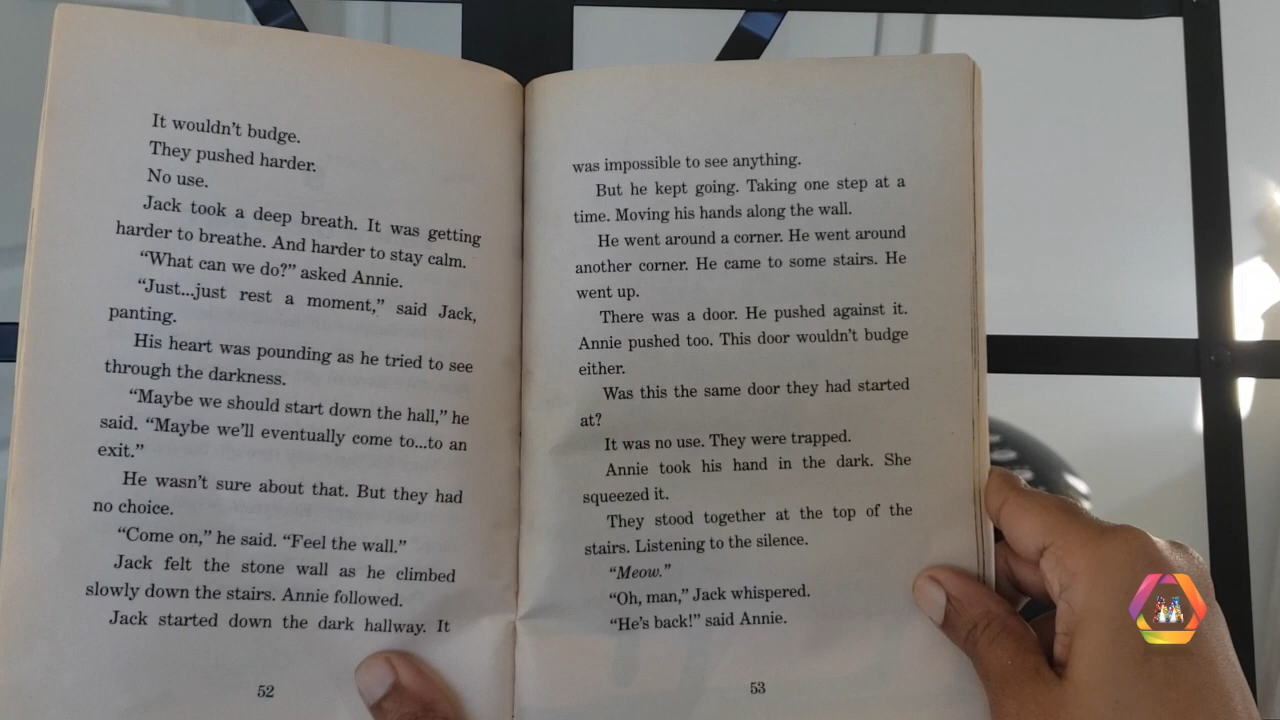 It wouldn't budge.
They pushed harder.
No use.
Jack took a deep breath. It was getting
harder to breathe. And harder to stay calm.
“What can we do?” asked Annie.
“Just...just rest a moment,” said Jack,
panting.
His heart was pounding as he tried to see
through the darkness.
“Maybe we should start down the hall,” he
said. “Maybe we'll eventually come to...to an
exit.”
He wasn't sure about that. But they had
no choice.
“Come on,” he said. “Feel the wall.”
Jack felt the stone wall as he climbed
slowly down the stairs. Annie followed.
Jack started down the dark hallway. It
52
was impossible to see anything.
But he kept going. Taking one step at a
time. Moving his hands along the wall.
He went around a corner. He went around
another corner. He came to some stairs. He
went up.
There was a door. He pushed against it.
Annie pushed too. This door wouldn't budge
either.
Was this the same door they had started
at?
It was no use. They were trapped.
Annie took his hand in the dark. She
squeezed it.
They stood together at the top of the
stairs. Listening to the silence.
“Meow.”
“Oh, man,” Jack whispered.
“He's back!” said Annie.
53